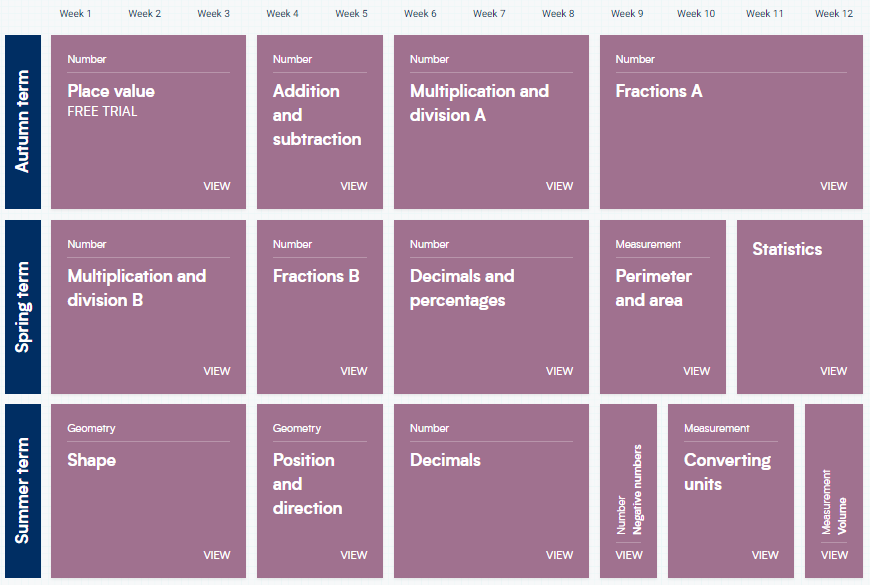 Week 1 Week 2 Week 3 Week 4 Week 5 Week 6 Week 7 Week 8 Week 9 Week 10 Week 11 Week 12
Autumn term
Number
Place value
FREE TRIAL
VIEW
Number
Addition
and
subtraction
VIEW
Number
Multiplication and
division A
VIEW
Number
Fractions A
VIEW
Spring term
Number
Multiplication and
division B
VIEW
Number
Fractions B
VIEW
Number
Decimals and
percentages
VIEW
Measurement
Perimeter
and area
VIEW
Statistics
VIEW
Summer term
Geometry
Shape
VIEW
Geometry
Position
and
direction
VIEW
Number
Decimals
VIEW
Number
Negative numbers
VIEW
Measurement
Converting
units
VIEW
Measurement
Volume
VIEW